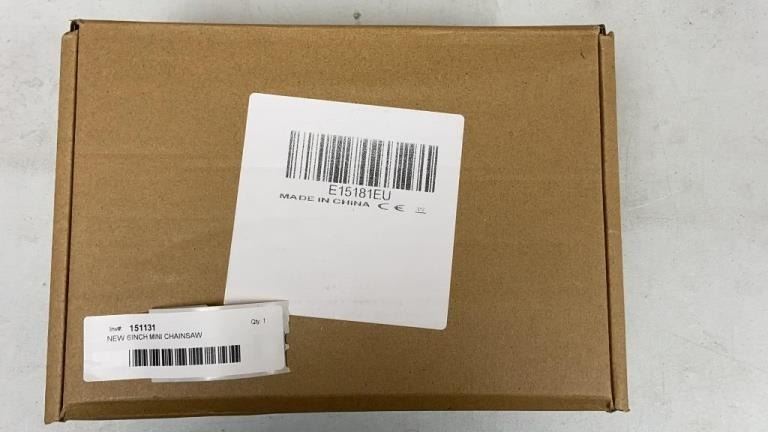 E15181EU
MADE IN CHINA CE
Inv#: 151131 Qty: 1
NEW 6INCH MINI CHAINSAW